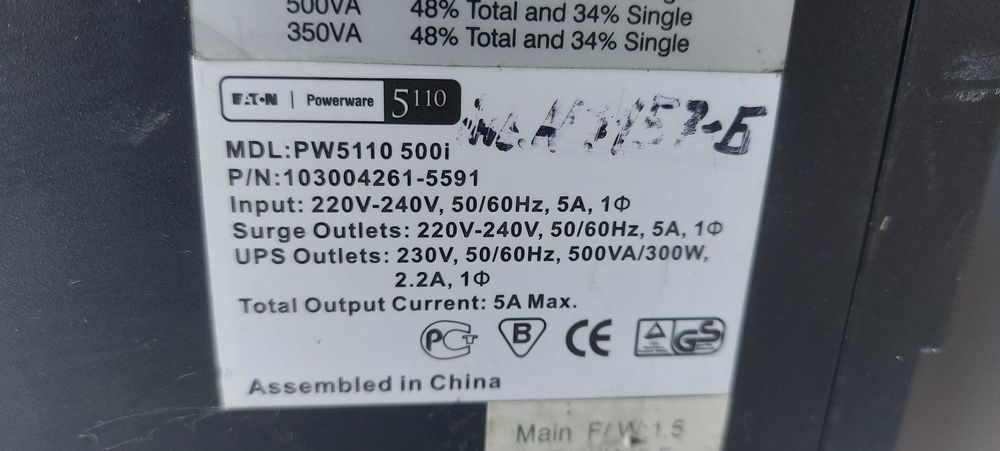 500VA 48% Total and 34% Single
350VA 48% Total and 34% Single
EATON | Powerware 5110
MDL:PW5110 500i
P/N:103004261-5591
Input: 220V-240V, 50/60Hz, 5A, 1Φ
Surge Outlets: 220V-240V, 50/60Hz, 5A, 1Φ
UPS Outlets: 230V, 50/60Hz, 500VA/300W,
2.2A, 1Φ
Total Output Current: 5A Max.
B CE GS
Assembled in China
Main F/W:1.5